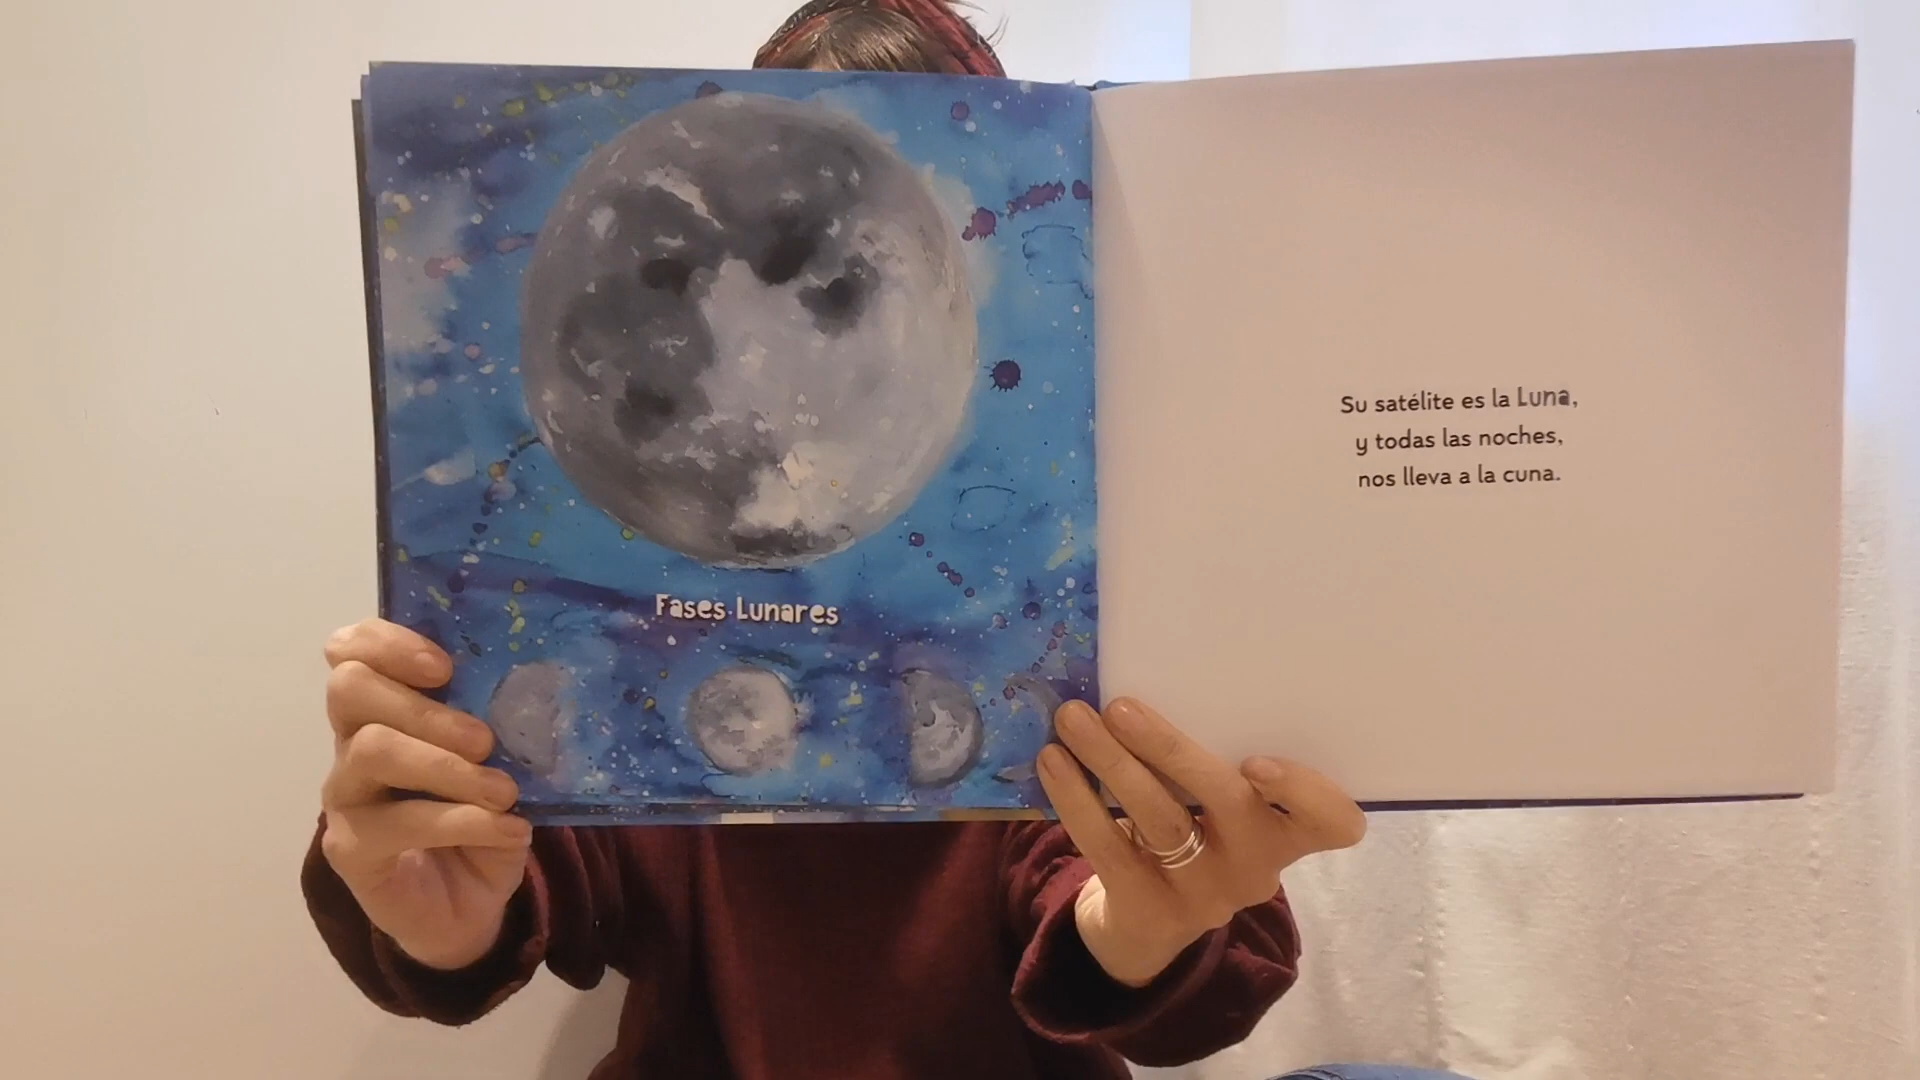 Fases Lunares
Su satélite es la Luna,
y todas las noches,
nos lleva a la cuna.